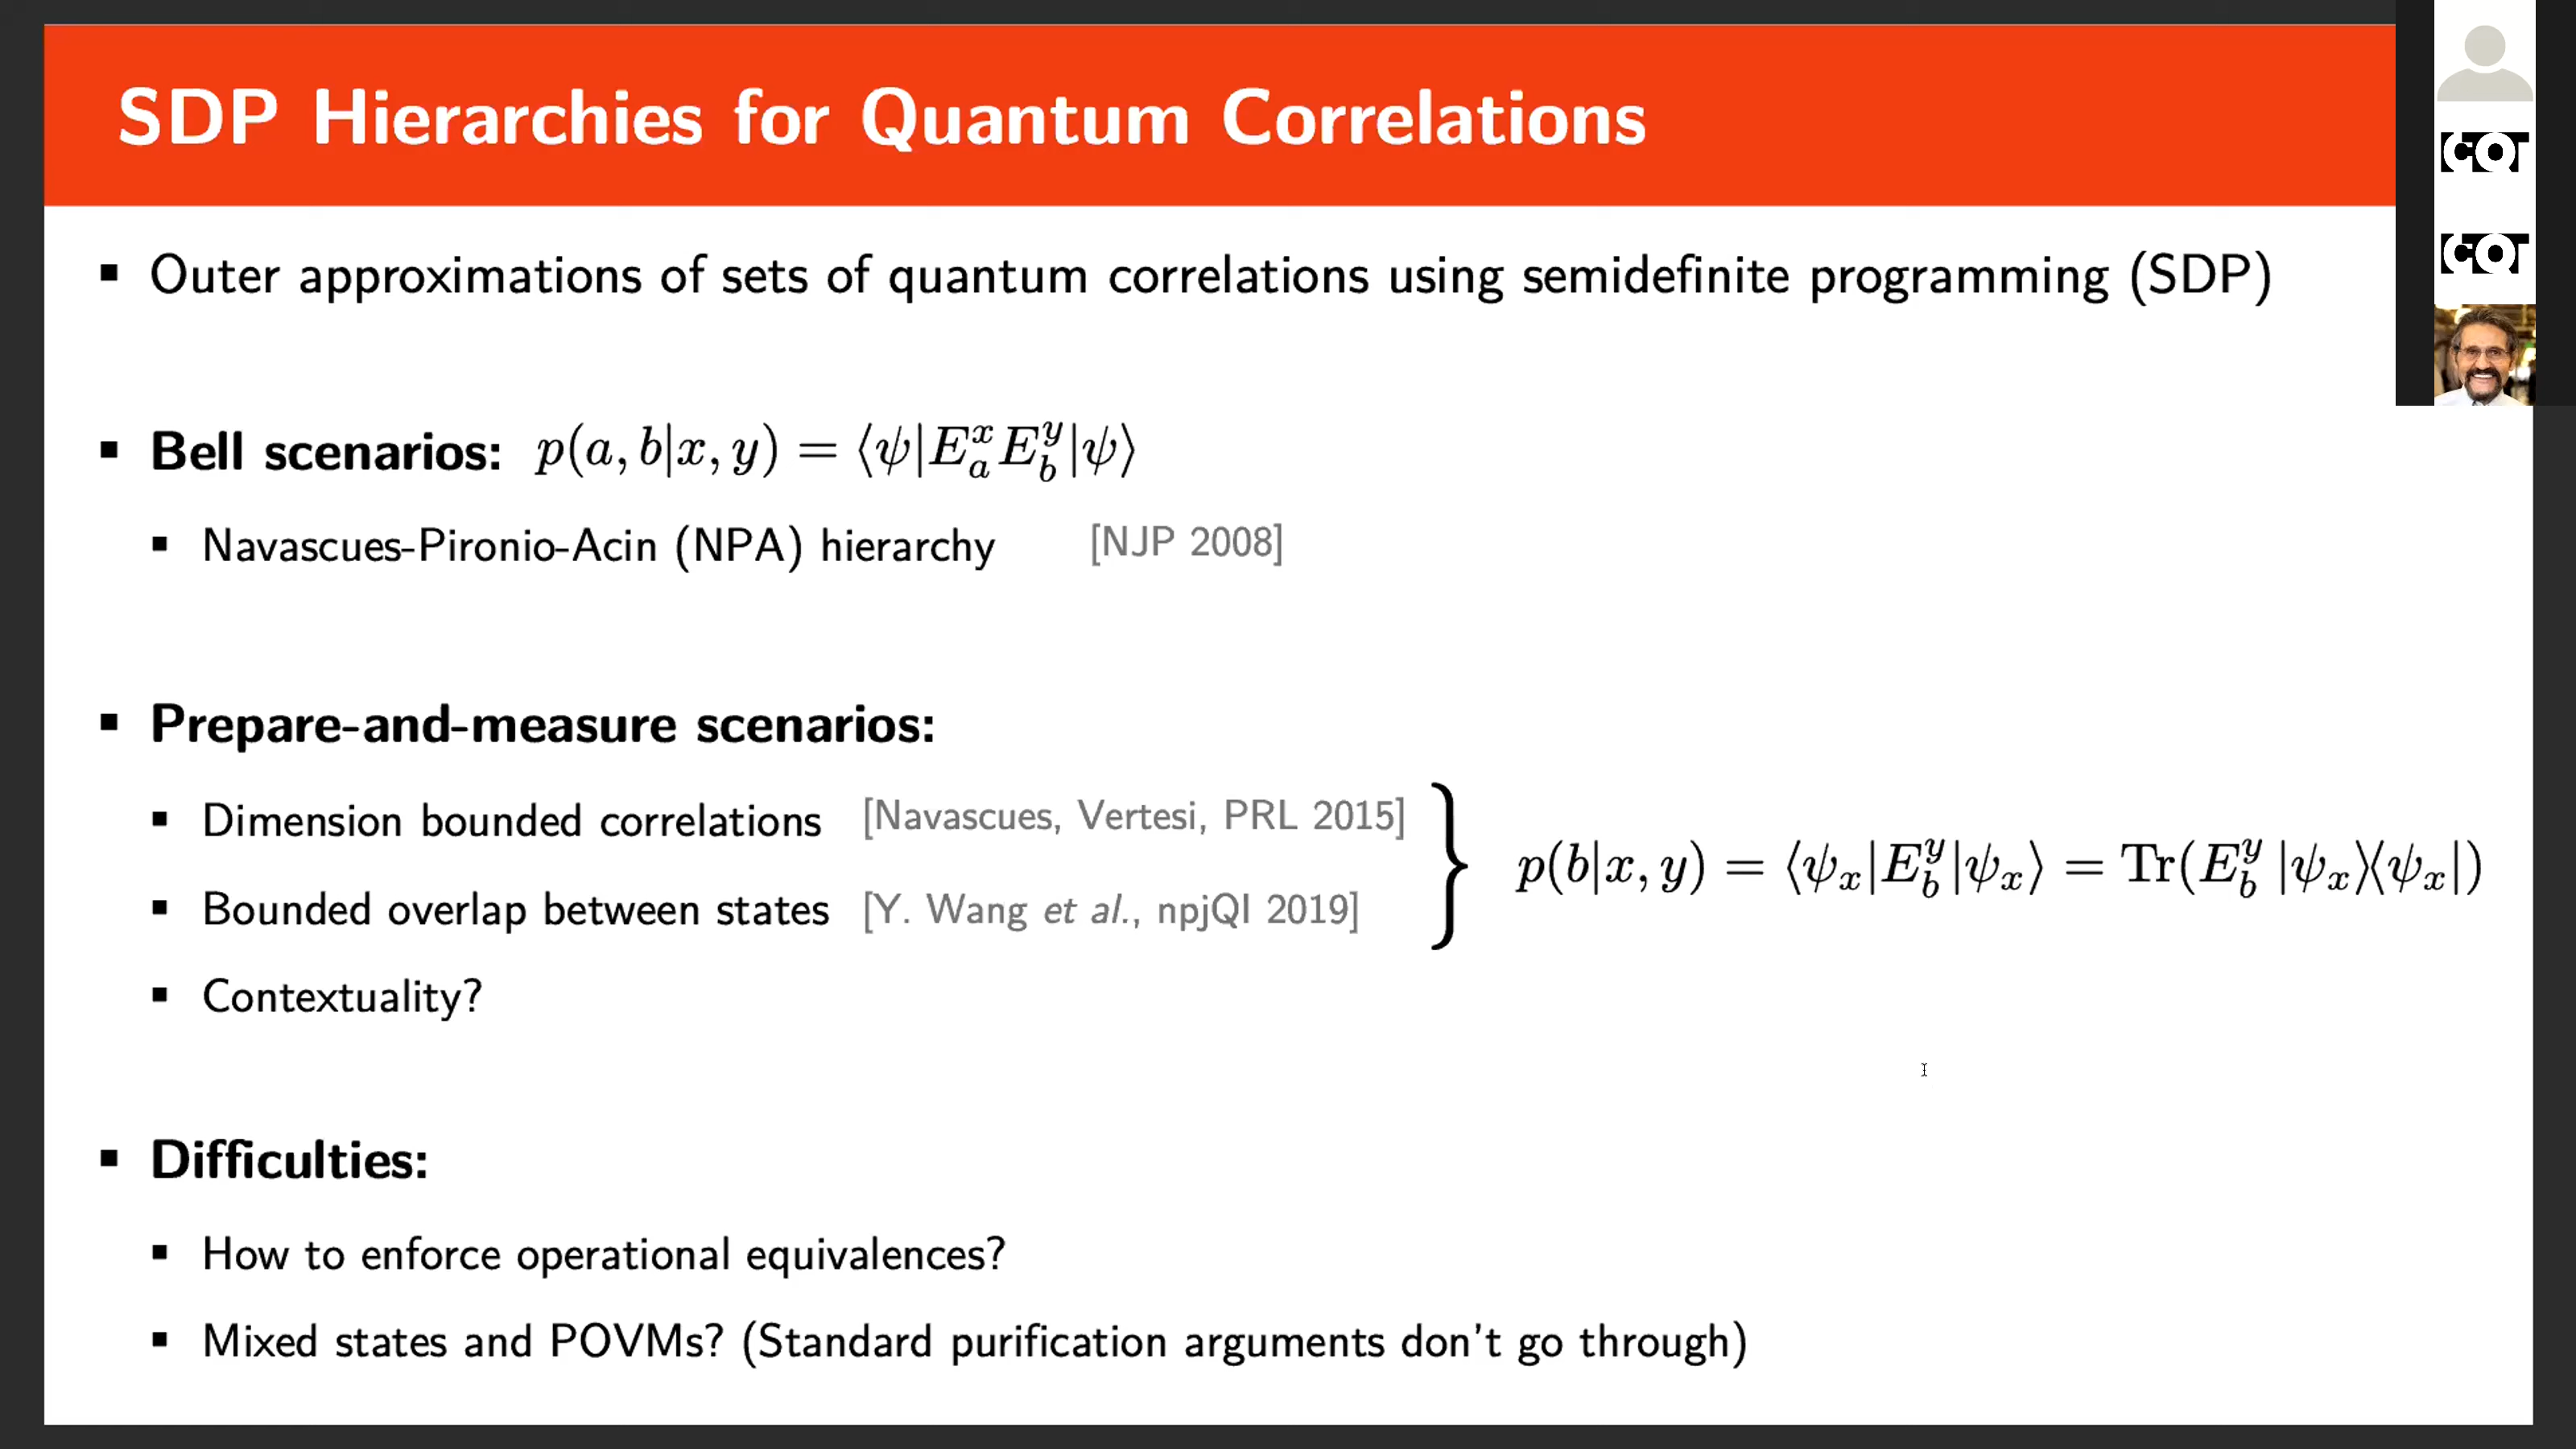 SDP Hierarchies for Quantum Correlations
CQT
CQT
▪ Outer approximations of sets of quantum correlations using semidefinite programming (SDP)
▪ Bell scenarios: p(a, b|x, y) = ⟨ψ|E_a^x E_b^y|ψ⟩
▪ Navascues-Pironio-Acin (NPA) hierarchy [NJP 2008]
▪ Prepare-and-measure scenarios:
▪ Dimension bounded correlations [Navascues, Vertesi, PRL 2015]
p(b|x, y) = ⟨ψ_x|E_b^y|ψ_x⟩ = Tr(E_b^y |ψ_x⟩⟨ψ_x|)
▪ Bounded overlap between states [Y. Wang et al., npjQI 2019]
▪ Contextuality?
▪ Difficulties:
▪ How to enforce operational equivalences?
▪ Mixed states and POVMs? (Standard purification arguments don't go through)